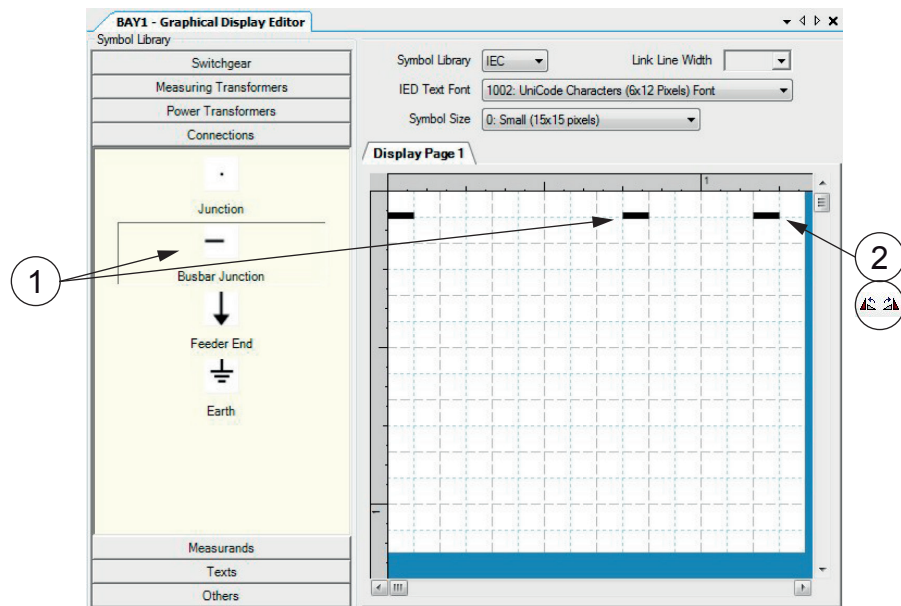 BAY1 - Graphical Display Editor
Symbol Library
Switchgear
Measuring Transformers
Power Transformers
Connections
Junction
Busbar Junction
Feeder End
Earth
Measurands
Texts
Others
Symbol Library IEC Link Line Width
IED Text Font 1002: UniCode Characters (6x12 Pixels) Font
Symbol Size 0: Small (15x15 pixels)
Display Page 1
1
1
1
2